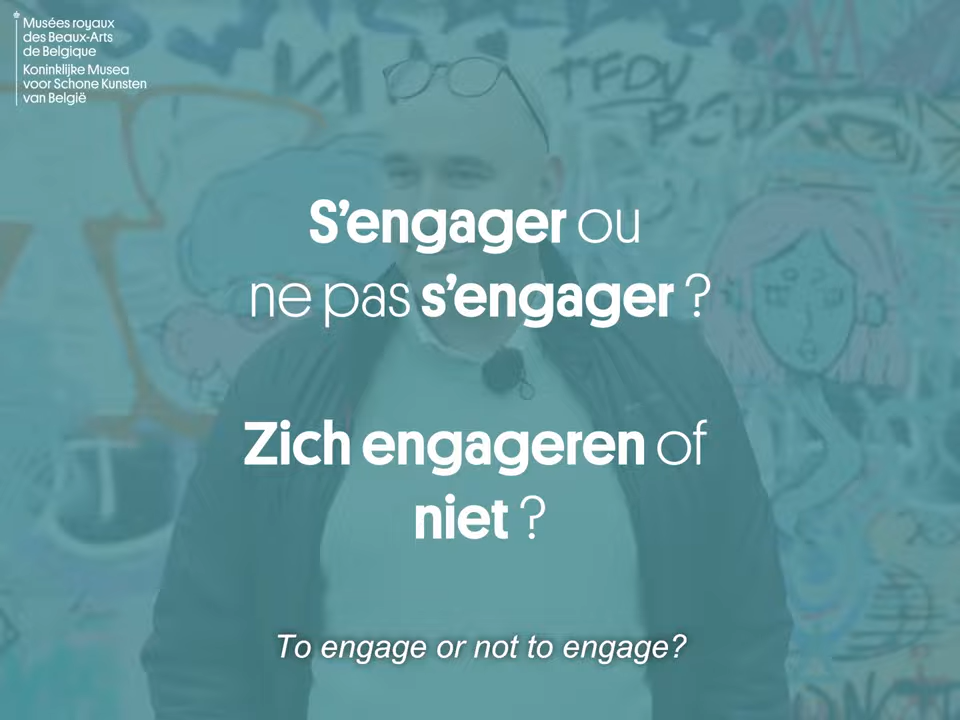 Musées royaux
des Beaux-Arts
de Belgique
Koninklijke Musea
voor Schone Kunsten
van België
TFDV
S’engager ou
ne pas s’engager ?
Zich engageren of
niet ?
To engage or not to engage?